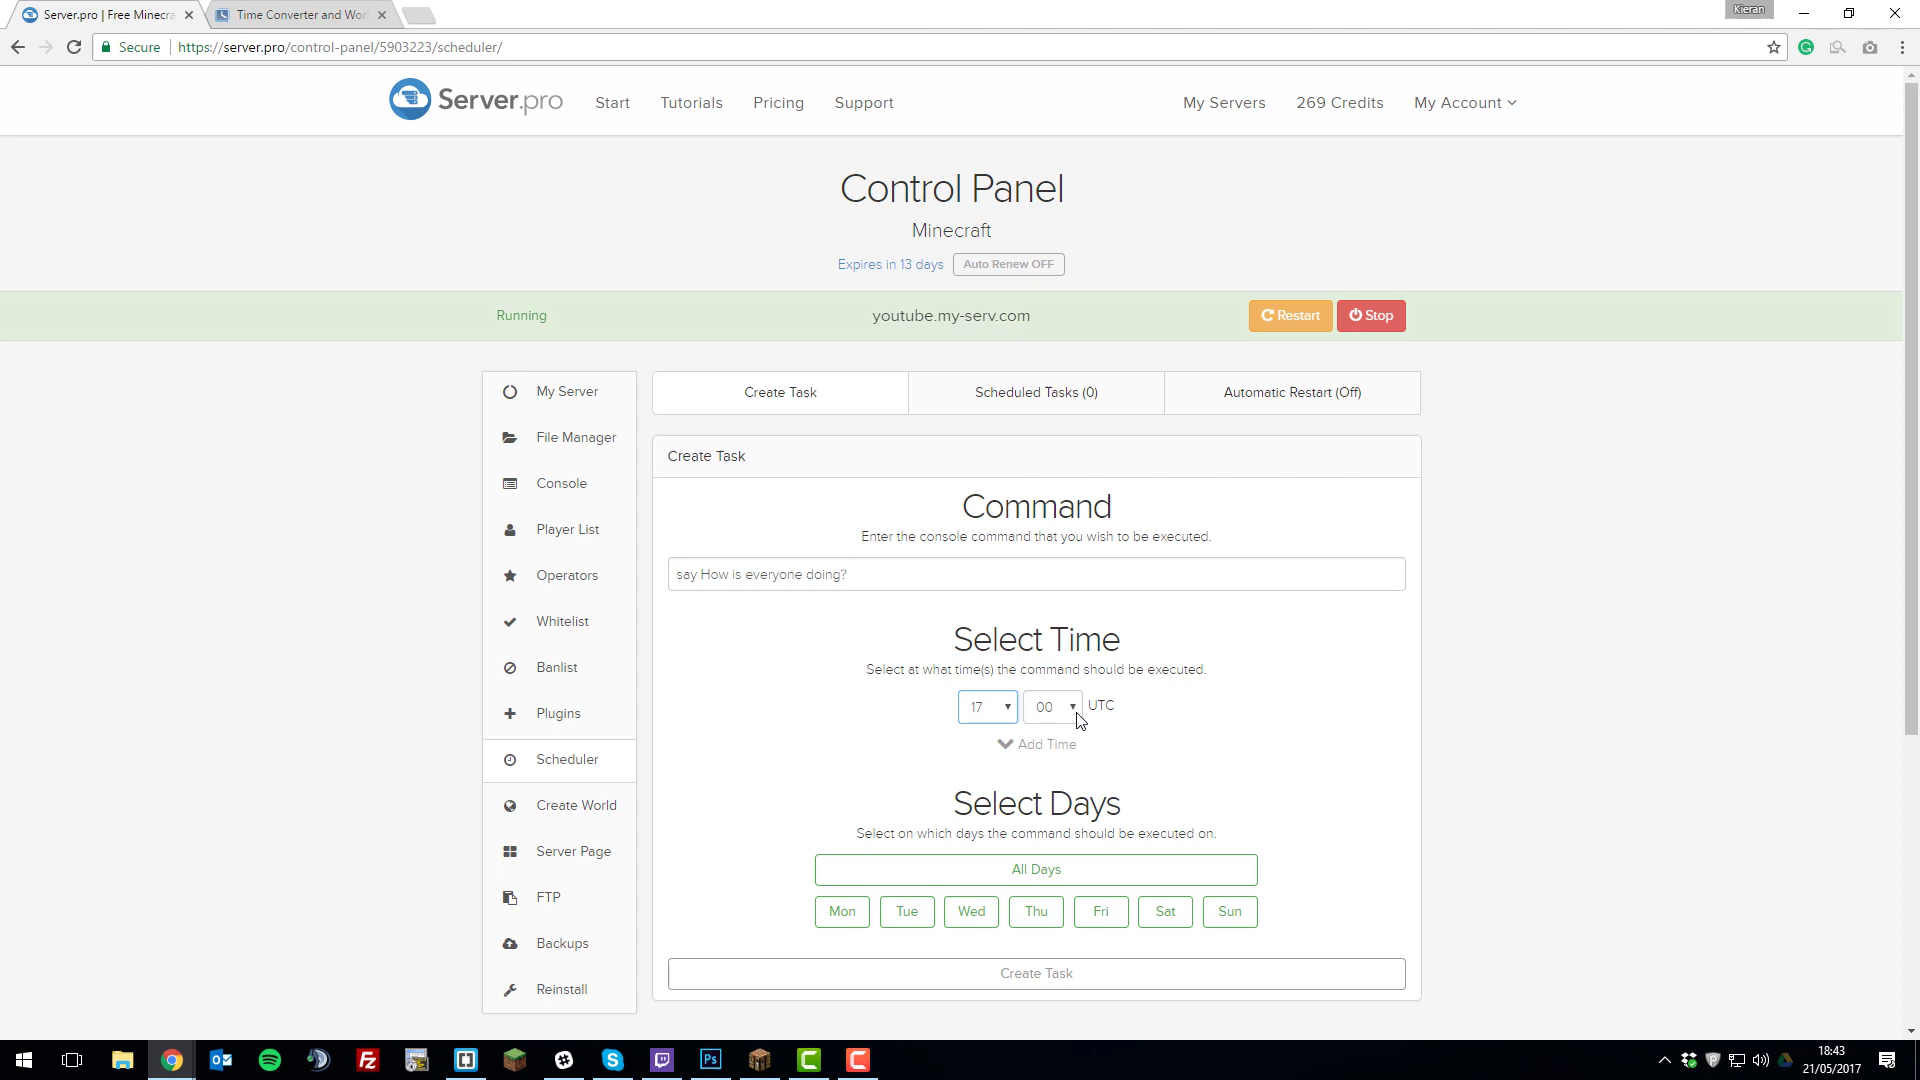 Server.pro | Free Minecra
Time Converter and Wor
Kieran
Secure
https://server.pro/control-panel/5903223/scheduler/
Server.pro
Start
Tutorials
Pricing
Support
My Servers
269 Credits
My Account
Control Panel
Minecraft
Expires in 13 days
Auto Renew OFF
Running
youtube.my-serv.com
Restart
Stop
My Server
File Manager
Console
Player List
Operators
Whitelist
Banlist
Plugins
Scheduler
Create World
Server Page
FTP
Backups
Reinstall
Create Task
Scheduled Tasks (0)
Automatic Restart (Off)
Create Task
Command
Enter the console command that you wish to be executed.
say How is everyone doing?
Select Time
Select at what time(s) the command should be executed.
17
00
UTC
Add Time
Select Days
Select on which days the command should be executed on.
All Days
Mon
Tue
Wed
Thu
Fri
Sat
Sun
Create Task
18:43
21/05/2017